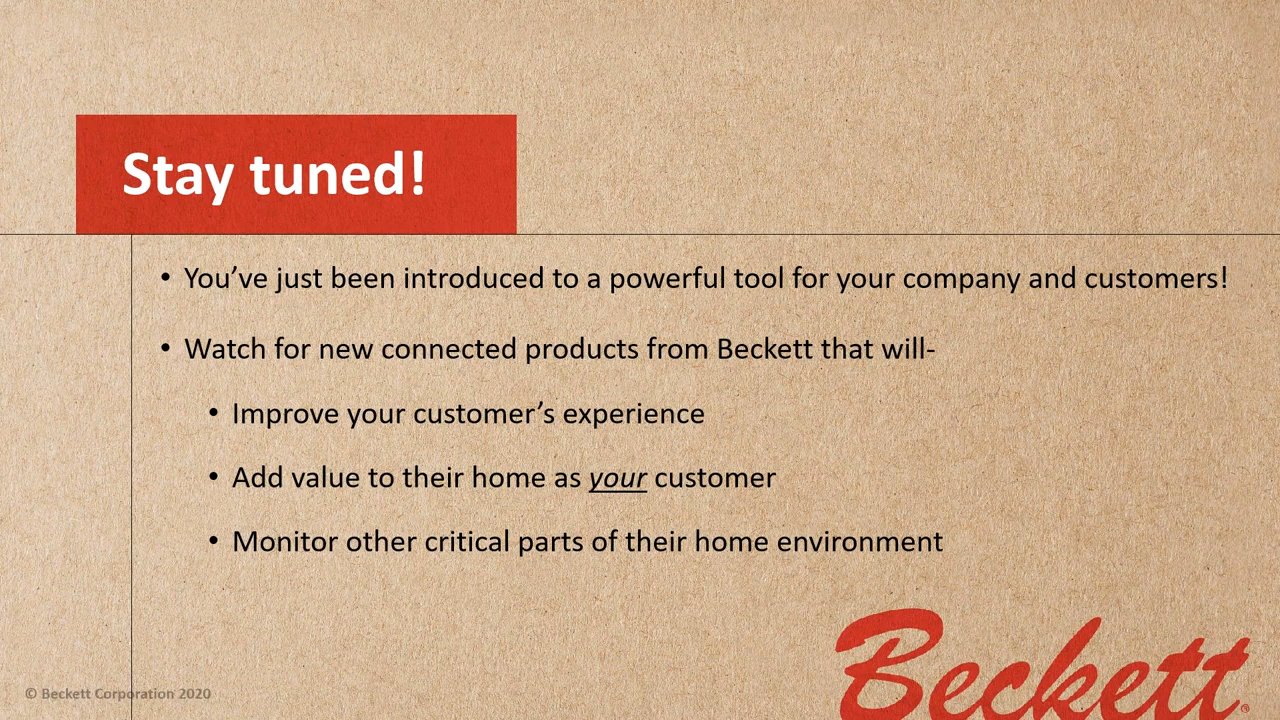 Stay tuned!
• You’ve just been introduced to a powerful tool for your company and customers!
• Watch for new connected products from Beckett that will-
• Improve your customer’s experience
• Add value to their home as your customer
• Monitor other critical parts of their home environment
Beckett®
© Beckett Corporation 2020